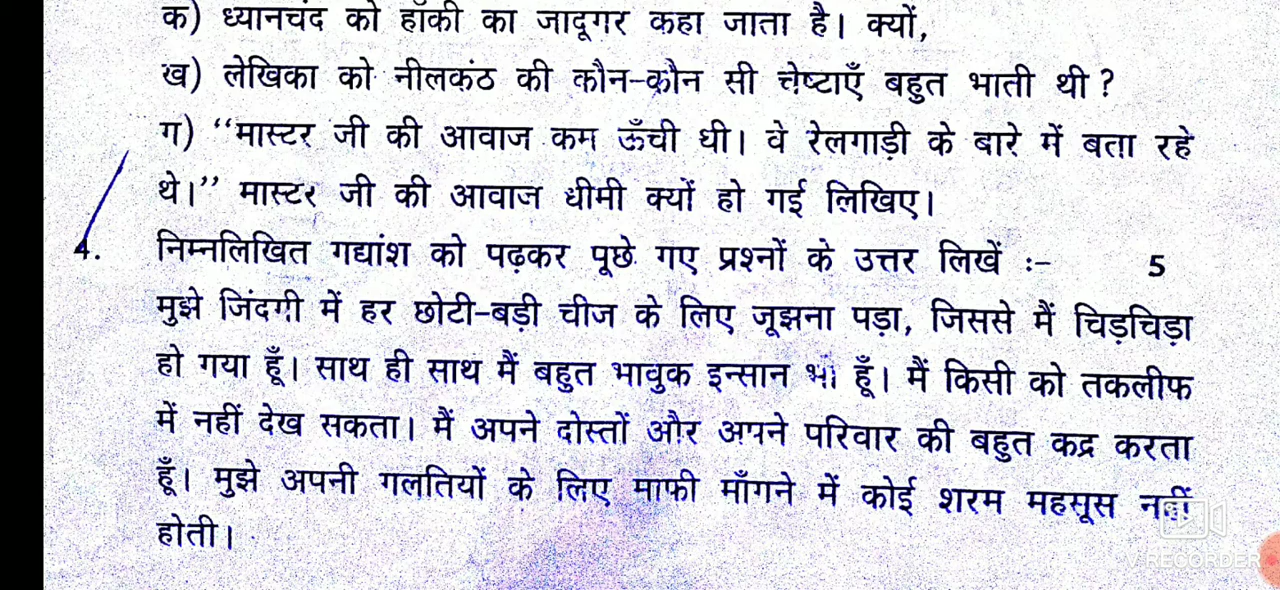 क) ध्यानचंद को हॉकी का जादूगर कहा जाता है। क्यों,
ख) लेखिका को नीलकंठ की कौन-कौन सी चेष्टाएँ बहुत भाती थी ?
ग) “मास्टर जी की आवाज कम ऊँची थी। वे रेलगाड़ी के बारे में बता रहे
थे।” मास्टर जी की आवाज धीमी क्यों हो गई लिखिए।
4. निम्नलिखित गद्यांश को पढ़कर पूछे गए प्रश्नों के उत्तर लिखें :- 5
मुझे जिंदगी में हर छोटी-बड़ी चीज के लिए जूझना पड़ा, जिससे मैं चिड़चिड़ा
हो गया हूँ। साथ ही साथ मैं बहुत भावुक इन्सान भी हूँ। मैं किसी को तकलीफ
में नहीं देख सकता। मैं अपने दोस्तों और अपने परिवार की बहुत कद्र करता
हूँ। मुझे अपनी गलतियों के लिए माफी माँगने में कोई शरम महसूस नहीं
होती।
V RECORDER